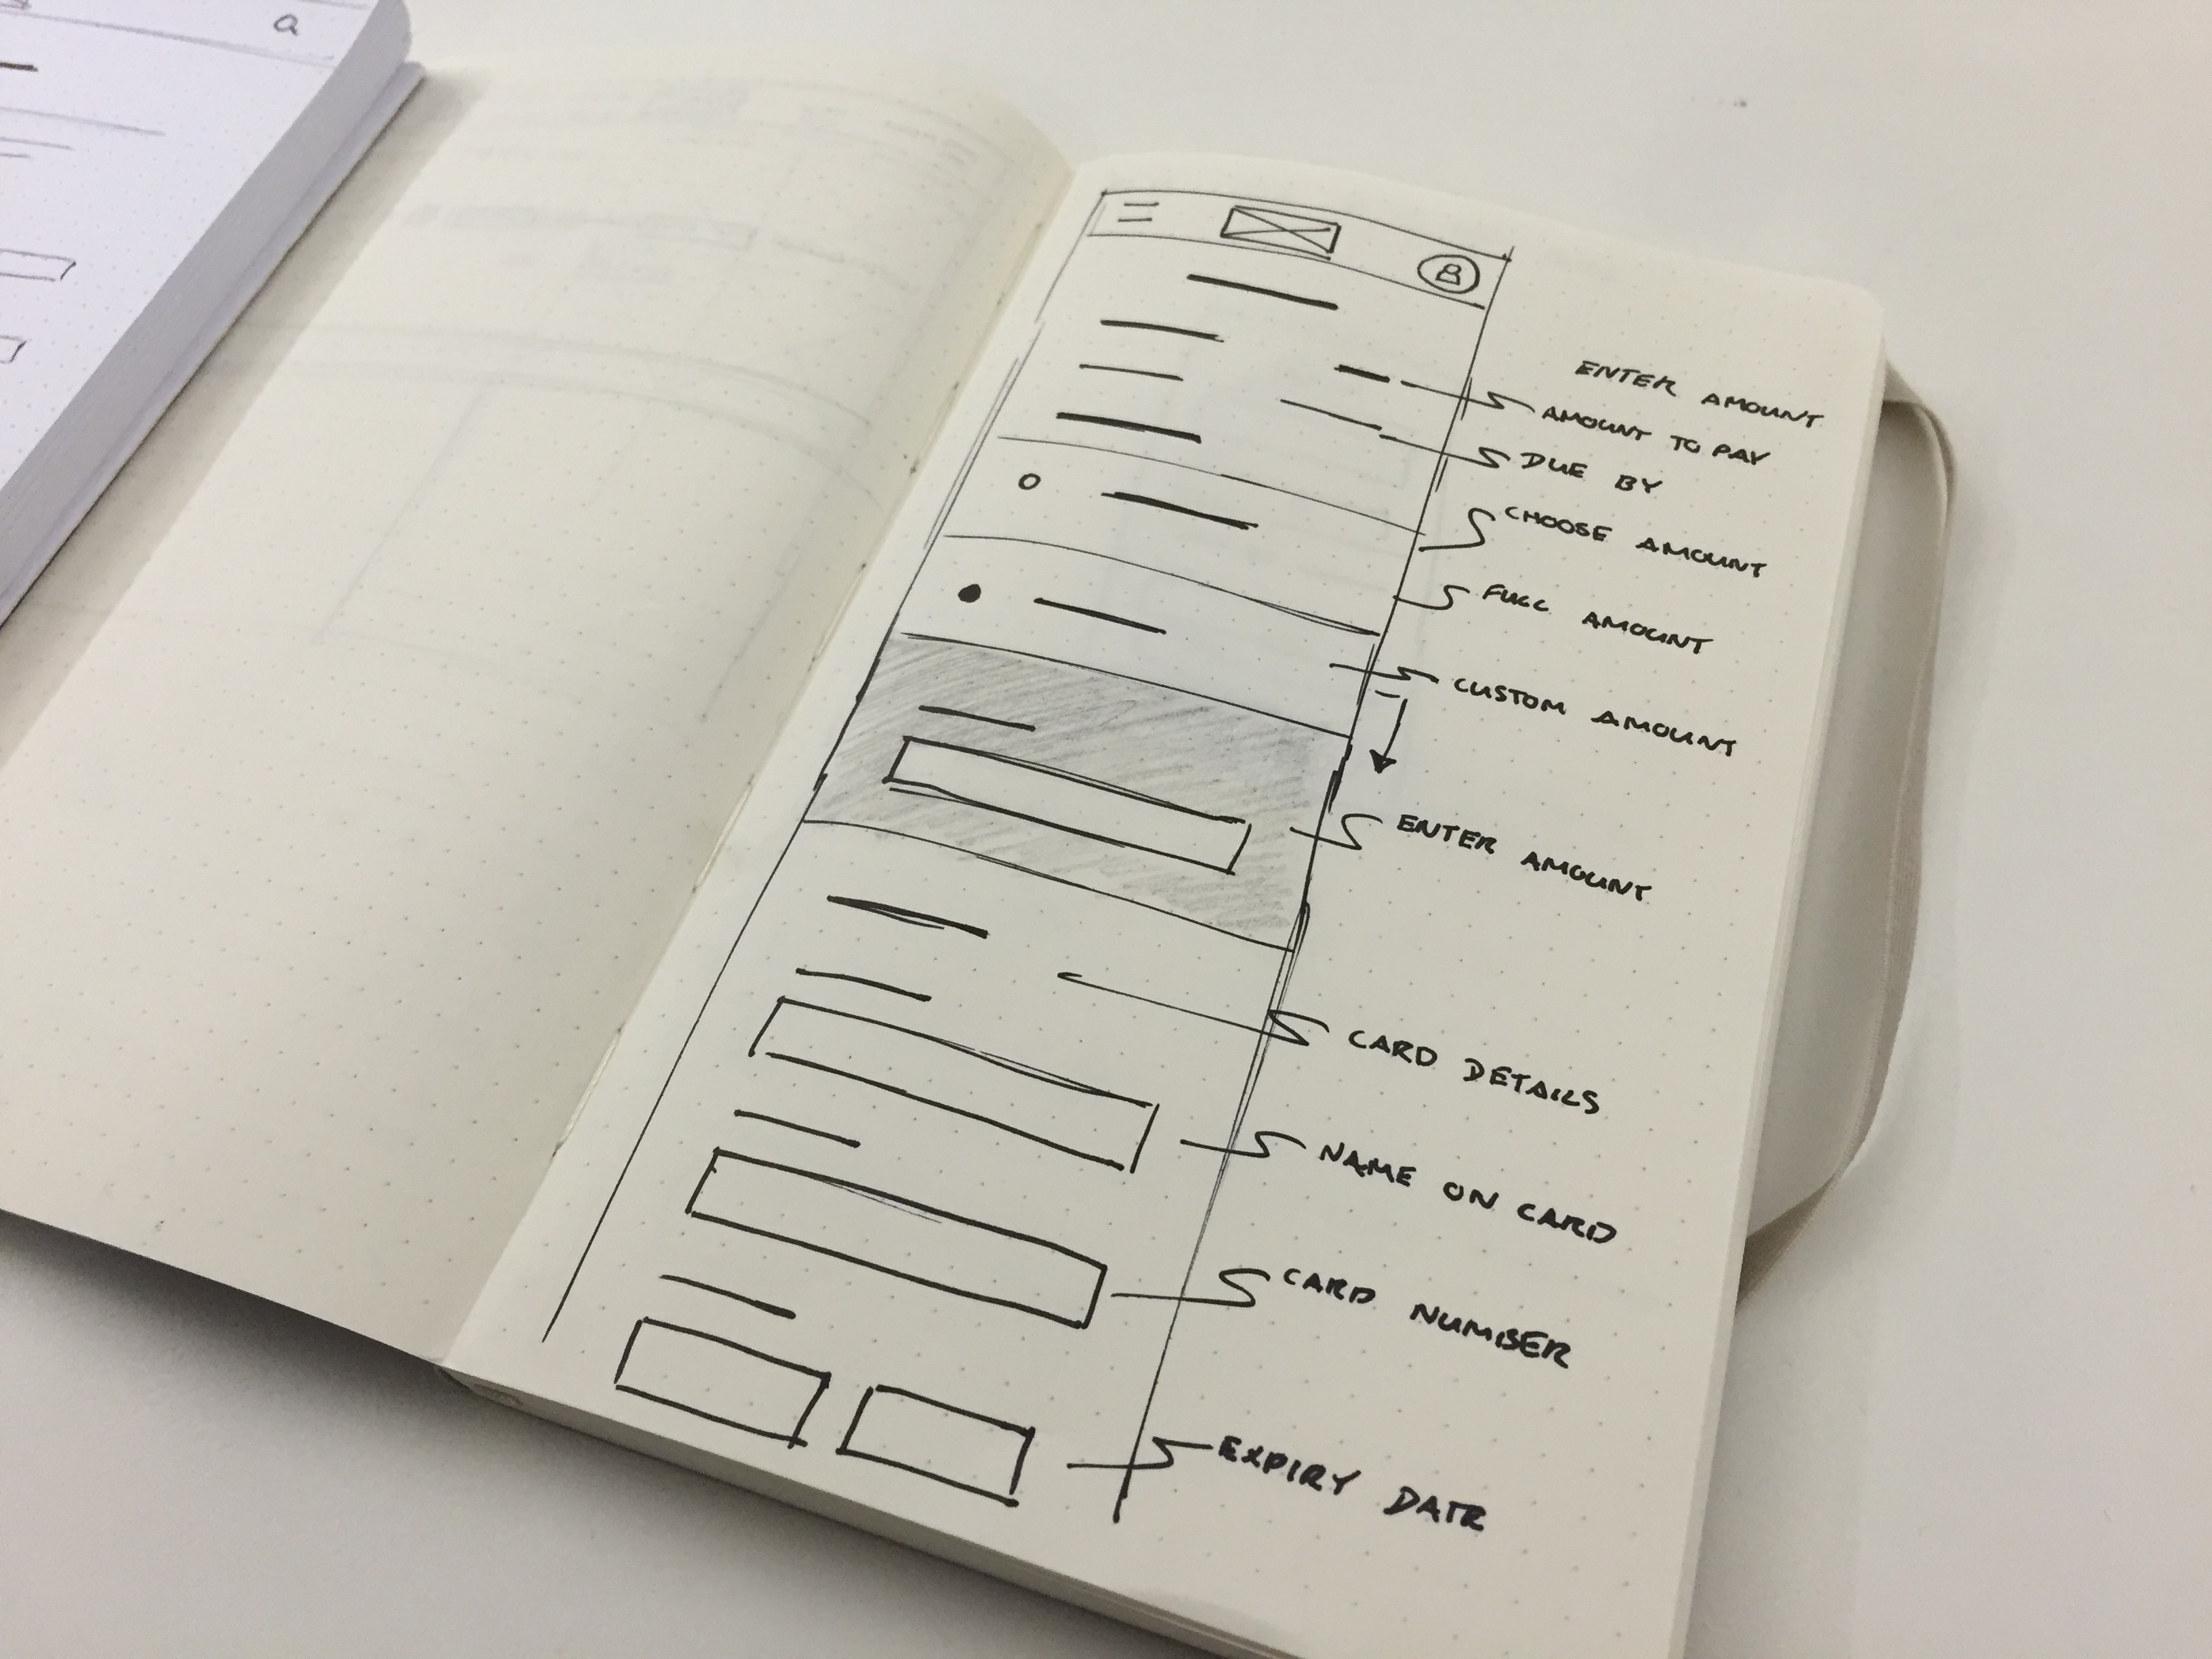 ENTER AMOUNT
AMOUNT TO PAY
DUE BY
CHOOSE AMOUNT
FULL AMOUNT
CUSTOM AMOUNT
ENTER AMOUNT
CARD DETAILS
NAME ON CARD
CARD NUMBER
EXPIRY DATE